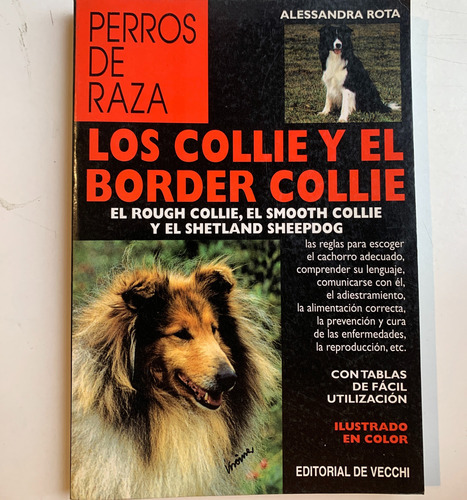 PERROS
DE
RAZA
ALESSANDRA ROTA
LOS COLLIE Y EL
BORDER COLLIE
EL ROUGH COLLIE, EL SMOOTH COLLIE
Y EL SHETLAND SHEEPDOG
las reglas para escoger
el cachorro adecuado,
comprender su lenguaje,
comunicarse con él,
el adiestramiento,
la alimentación correcta,
la prevención y cura
de las enfermedades,
la reproducción, etc.
CON TABLAS
DE FÁCIL
UTILIZACIÓN
ILUSTRADO
EN COLOR
EDITORIAL DE VECCHI